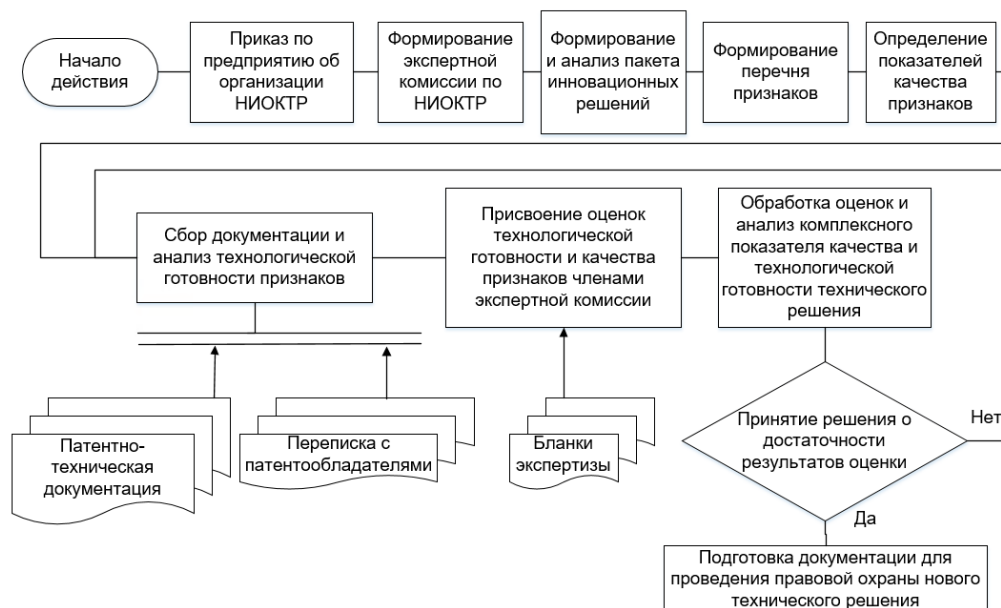 Начало
действия
Приказ по
предприятию об
организации
НИОКТР
Формирование
экспертной
комиссии по
НИОКТР
Формирование
и анализ пакета
инновационных
решений
Формирование
перечня
признаков
Определение
показателей
качества
признаков
Сбор документации и
анализ технологической
готовности признаков
Присвоение оценок
технологической
готовности и качества
признаков членами
экспертной комиссии
Обработка оценок и
анализ комплексного
показателя качества и
технологической
готовности технического
решения
Патентно-
техническая
документация
Переписка с
патентообладателями
Бланки
экспертизы
Принятие решения о
достаточности
результатов оценки
Нет
Да
Подготовка документации для
проведения правовой охраны нового
технического решения